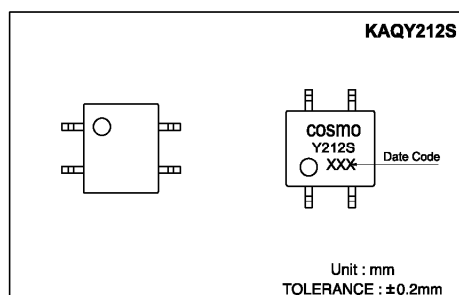 KAQY212S
cosmo
Y212S
XXX
Date Code
Unit : mm
TOLERANCE : ±0.2mm